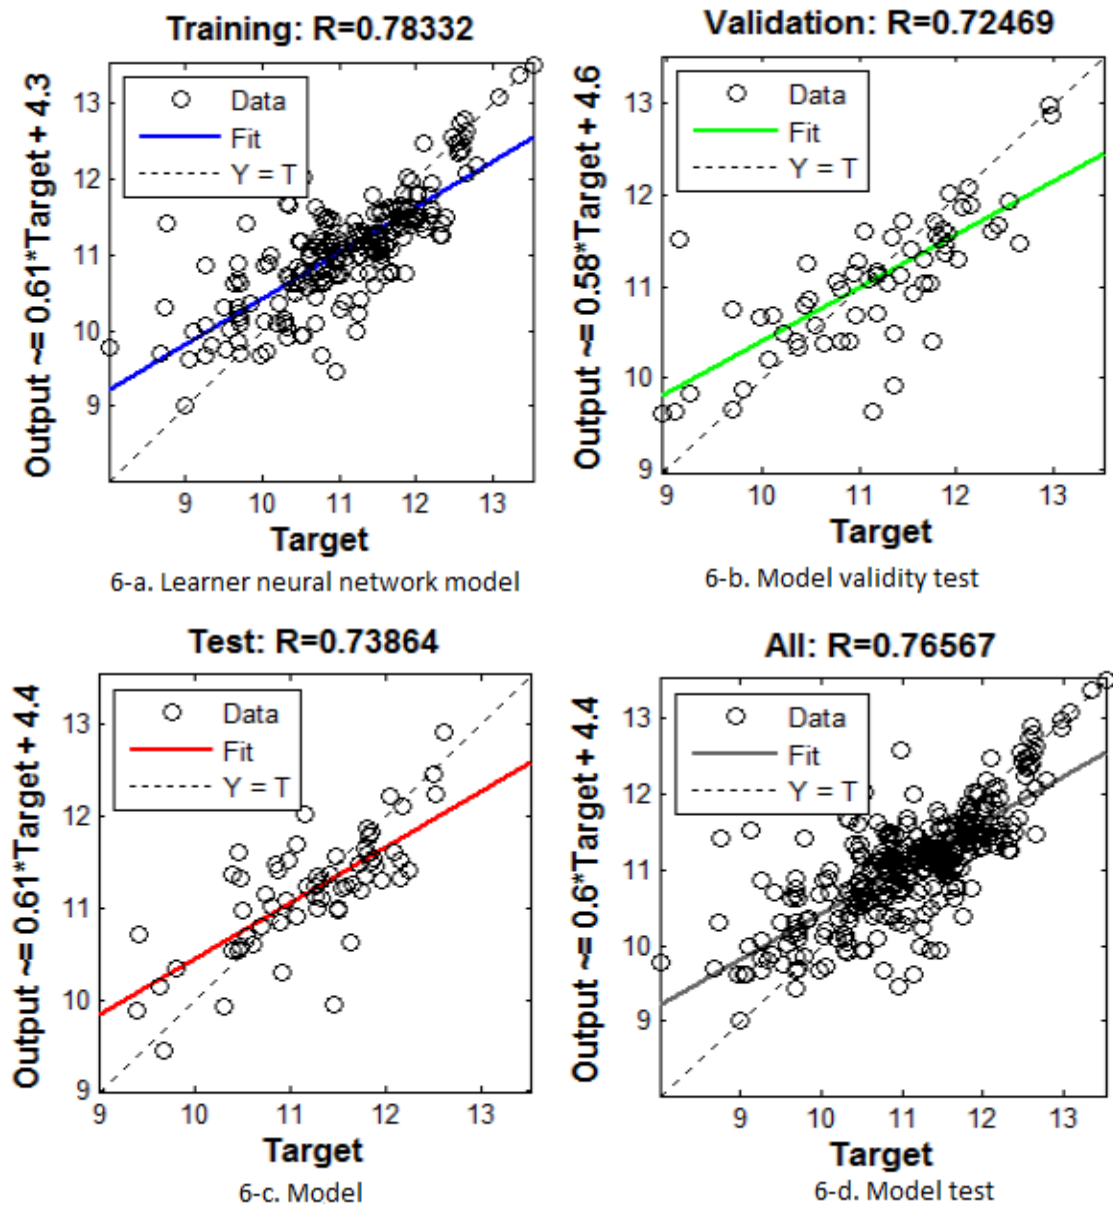 Training: R=0.78332
Output ~= 0.61*Target + 4.3
Data
Fit
Y = T
13
12
11
10
9
9 10 11 12 13
Target
6-a. Learner neural network model
Validation: R=0.72469
Output ~= 0.58*Target + 4.6
Data
Fit
Y = T
13
12
11
10
9
9 10 11 12 13
Target
6-b. Model validity test
Test: R=0.73864
Output ~= 0.61*Target + 4.4
Data
Fit
Y = T
13
12
11
10
9
9 10 11 12 13
Target
6-c. Model
All: R=0.76567
Output ~= 0.6*Target + 4.4
Data
Fit
Y = T
13
12
11
10
9
9 10 11 12 13
Target
6-d. Model test